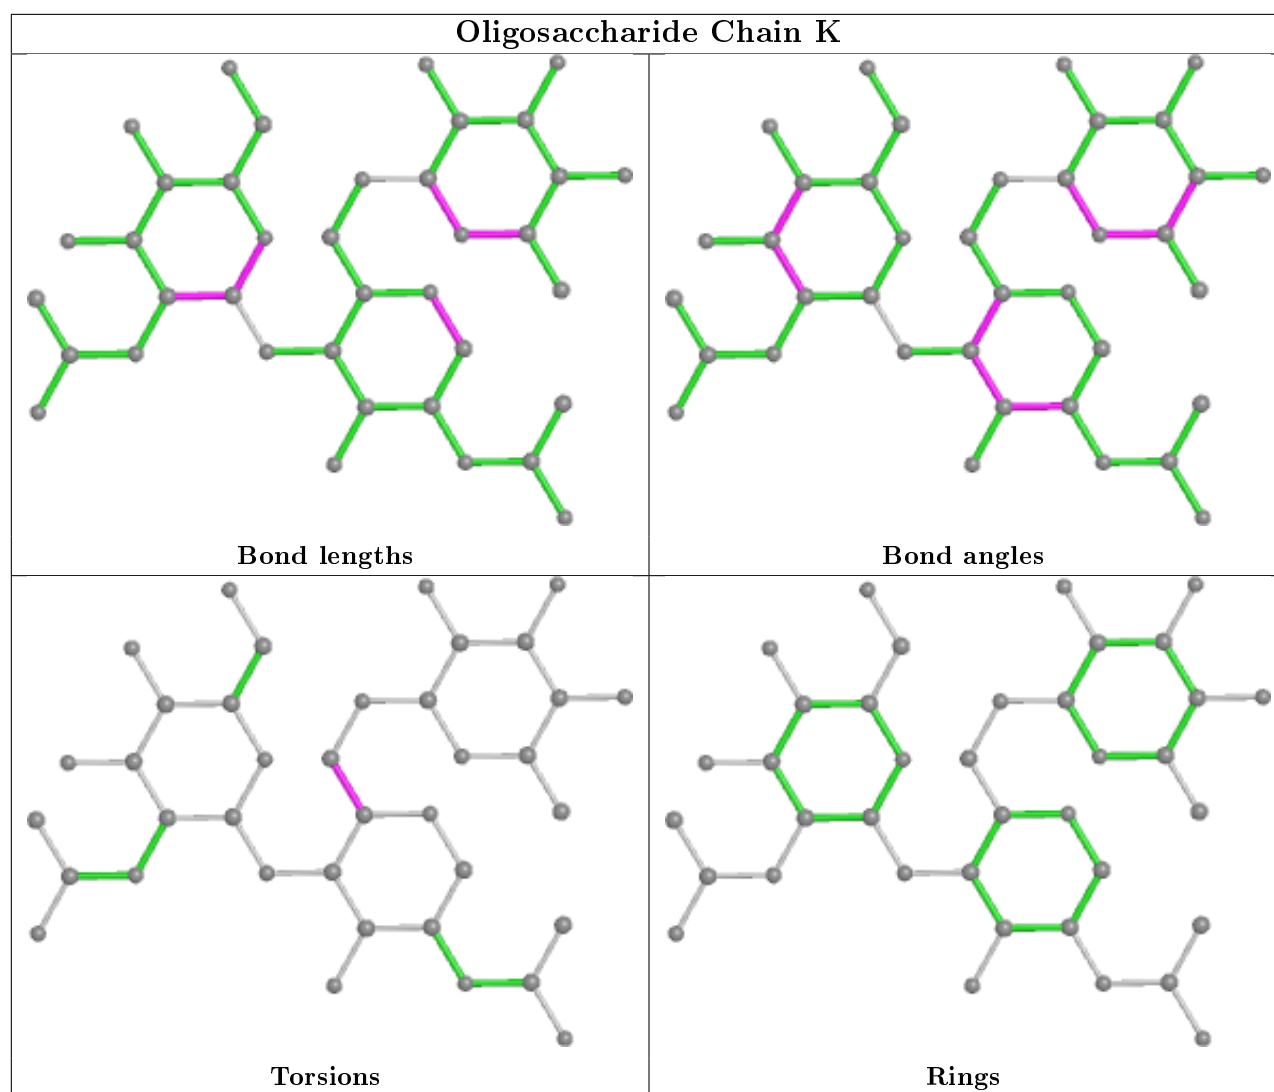 Oligosaccharide Chain K
Bond lengths
Bond angles
Torsions
Rings